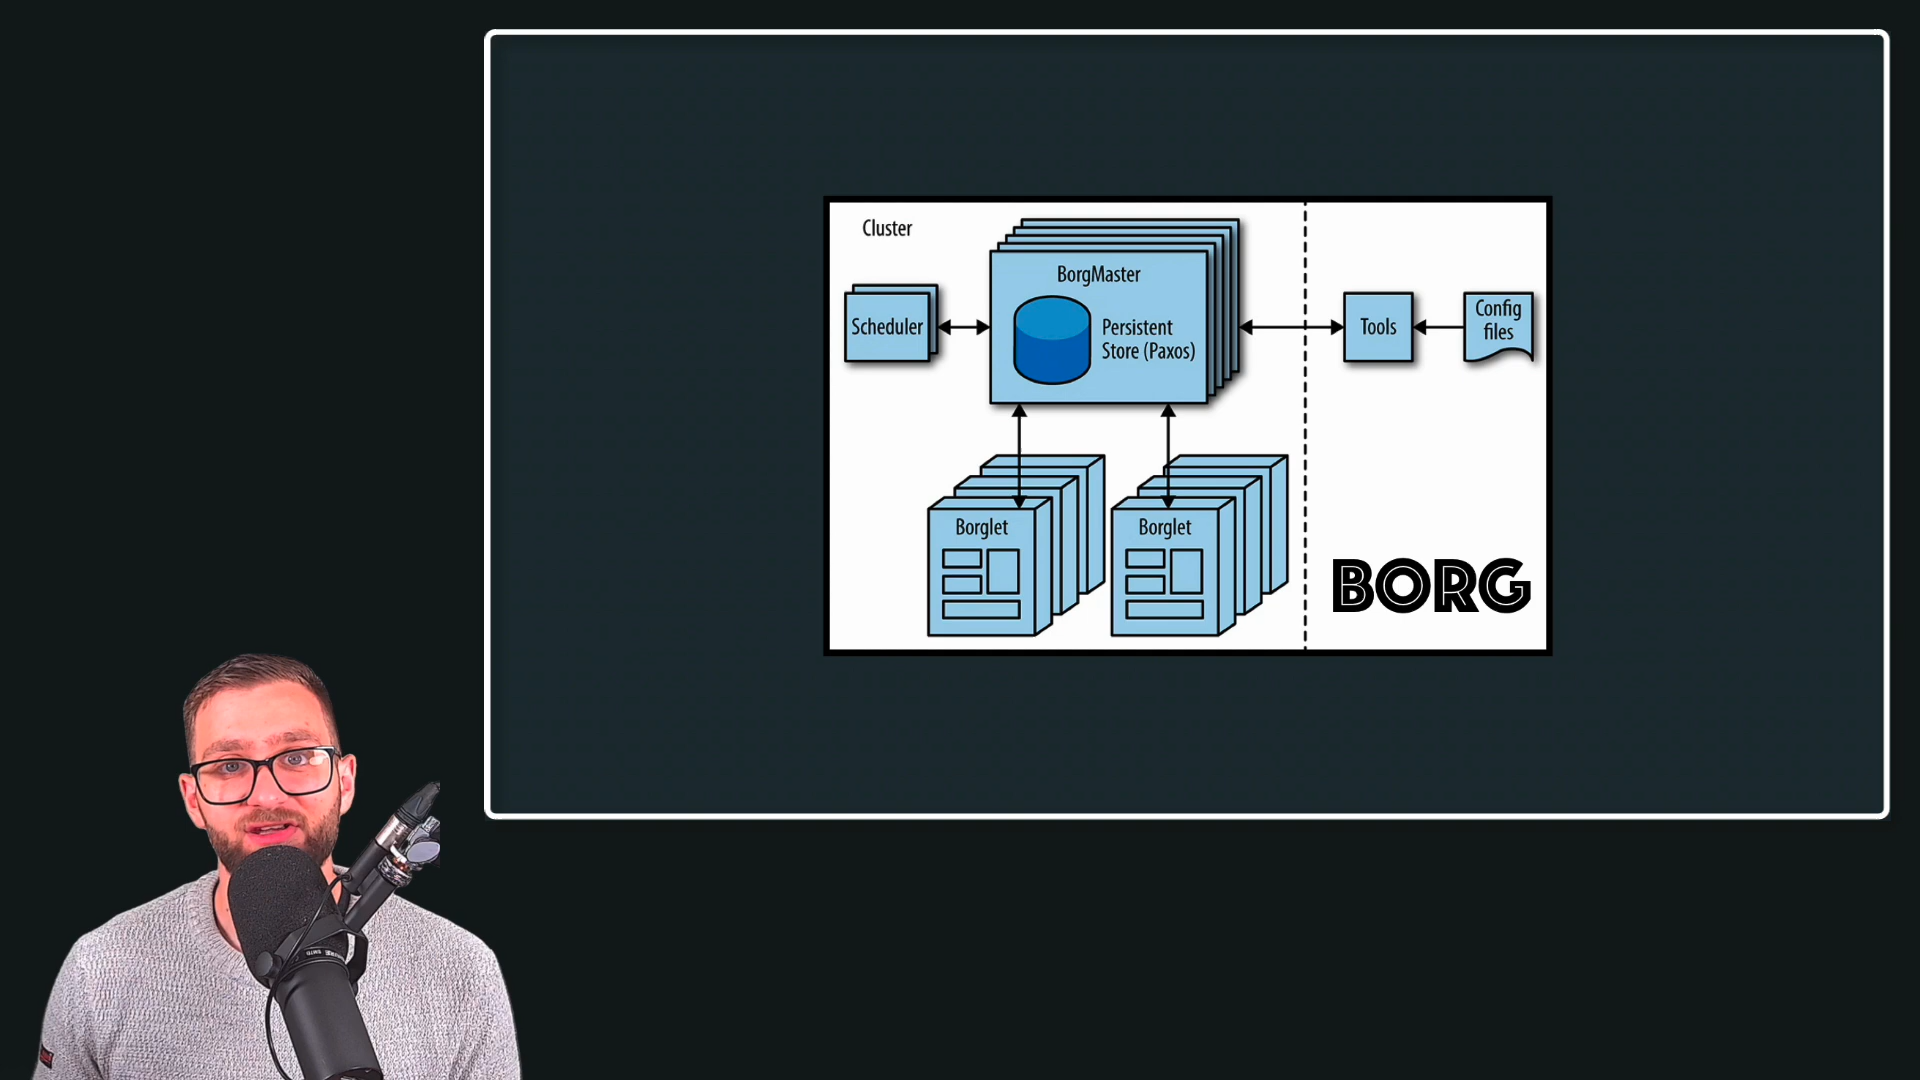 Cluster
BorgMaster
Persistent
Store (Paxos)
Scheduler
Tools
Config
files
Borglet
Borglet
BORG